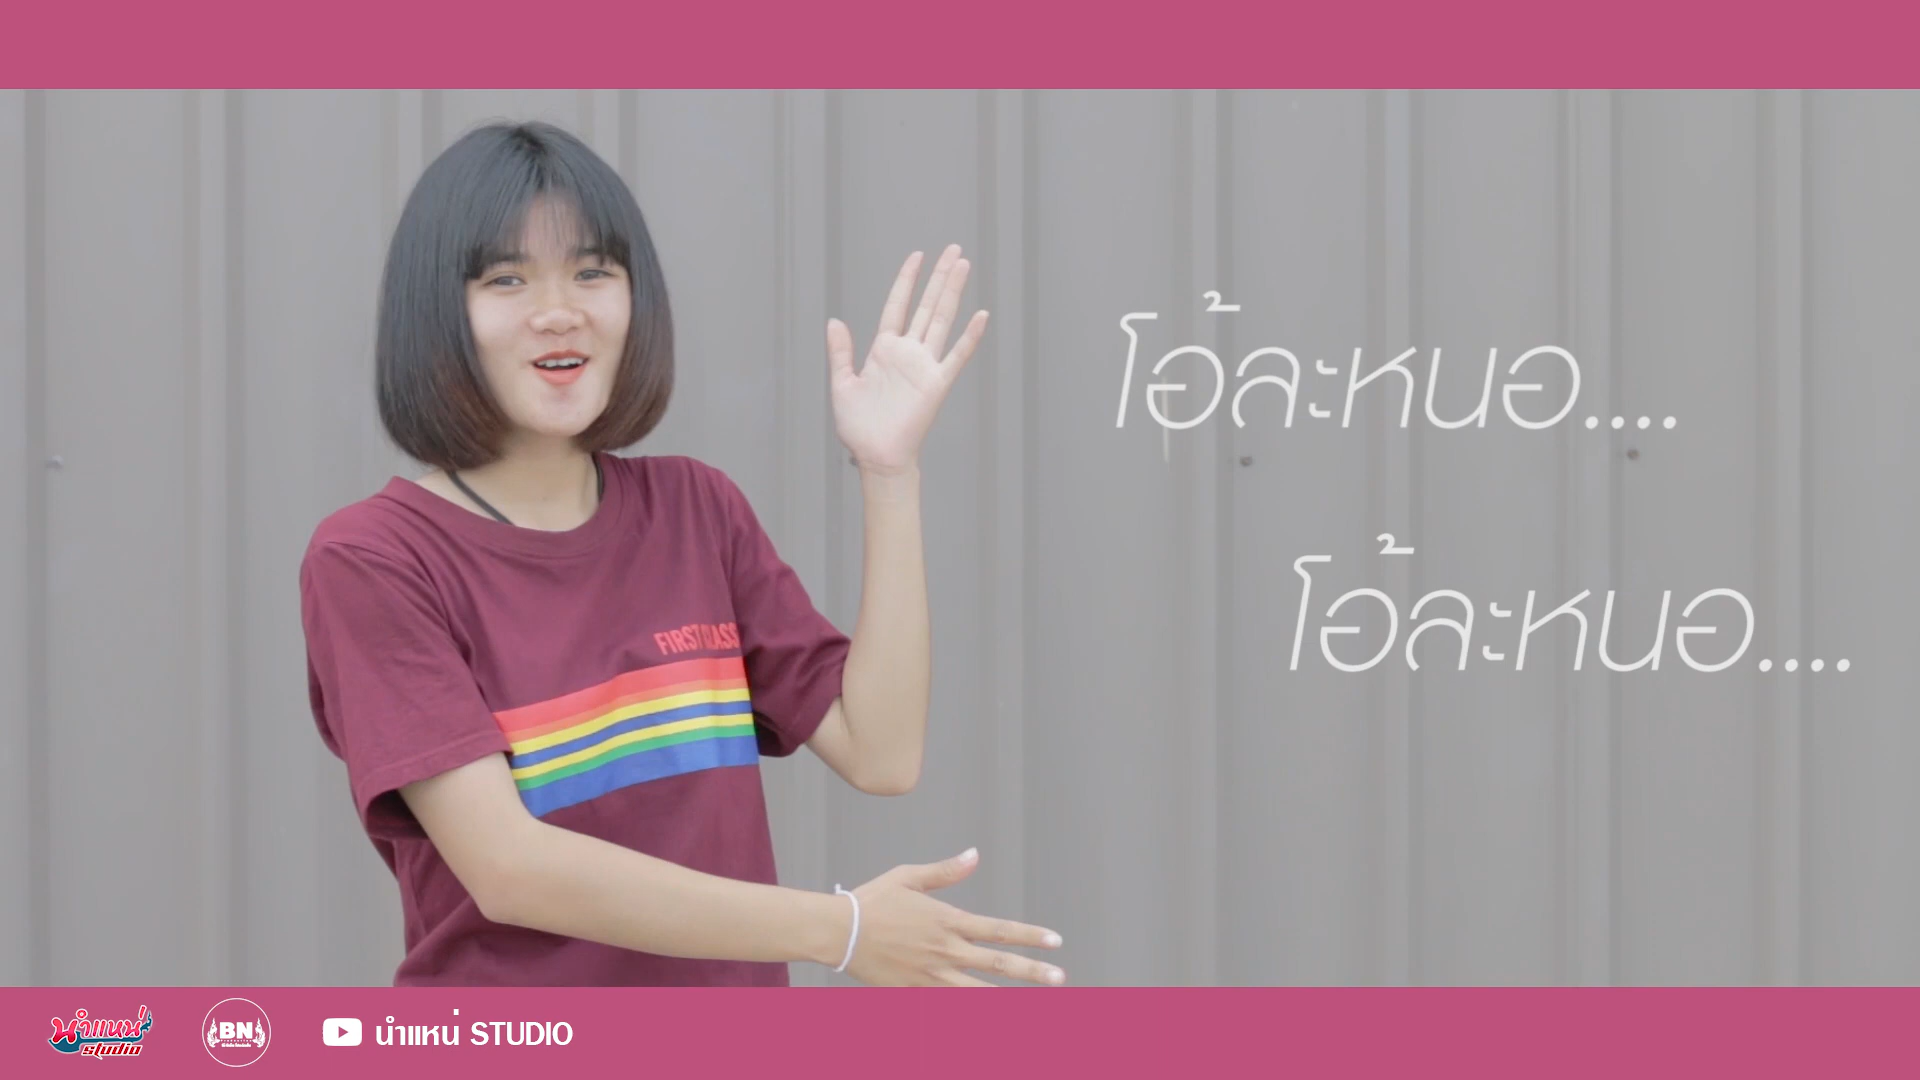 โอ้ละหนอ....
โอ้ละหนอ....
FIRST CLASS
นำแหน่ studio
BN
นำแหน่ STUDIO